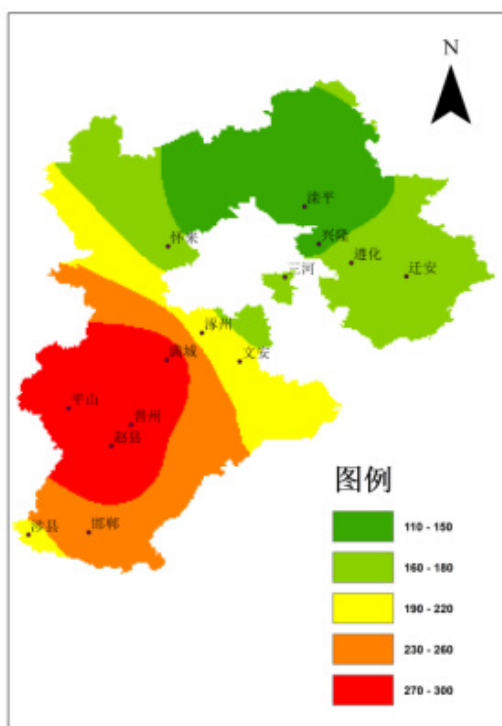 N
滦平
兴隆
怀来
遵化
三河
迁安
涿州
满城
文安
平山
晋州
赵县
邯郸
涉县
图例
110 - 150
160 - 180
190 - 220
230 - 260
270 - 300